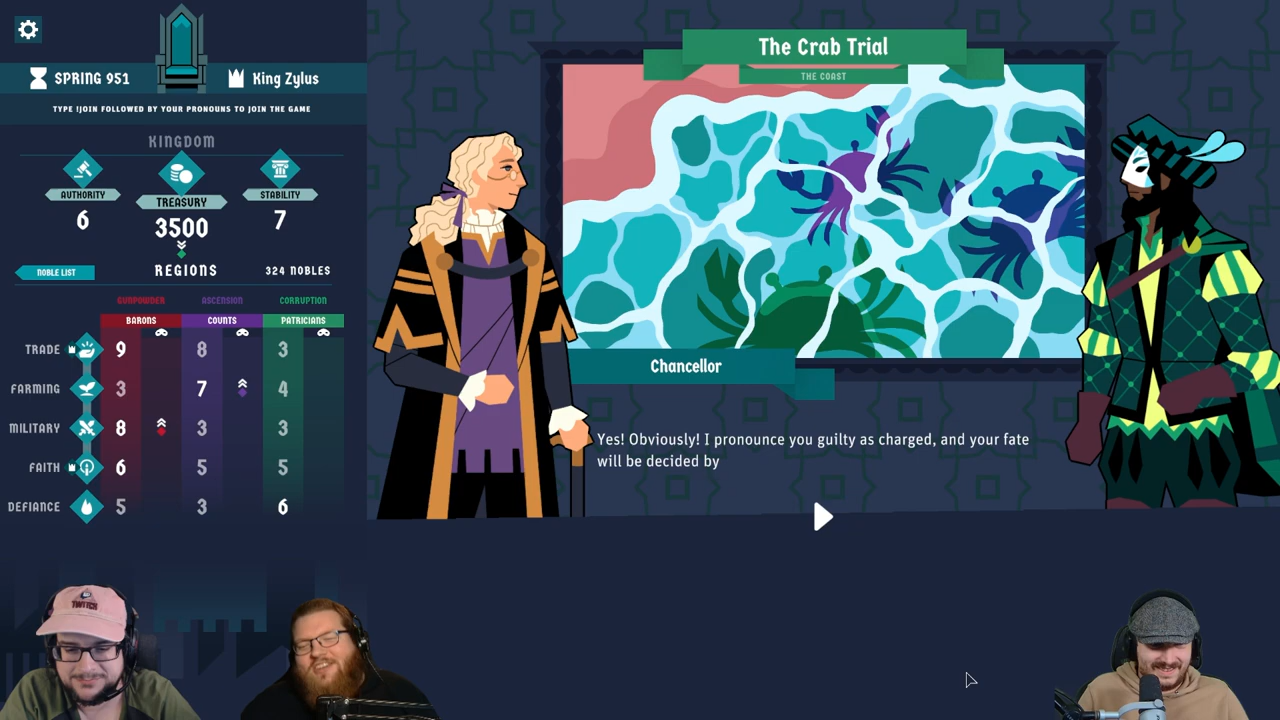 The Crab Trial
THE COAST
SPRING 951
King Zylus
TYPE !JOIN FOLLOWED BY YOUR PRONOUNS TO JOIN THE GAME
KINGDOM
AUTHORITY
TREASURY
STABILITY
6
3500
7
NOBLE LIST
REGIONS
324 NOBLES
GUNPOWDER
ASCENSION
CORRUPTION
BARONS
COUNTS
PATRICIANS
TRADE 9 8 3
FARMING 3 7 4
MILITARY 8 3 3
FAITH 6 5 5
DEFIANCE 5 3 6
Chancellor
Yes! Obviously! I pronounce you guilty as charged, and your fate
will be decided by
TWITCH